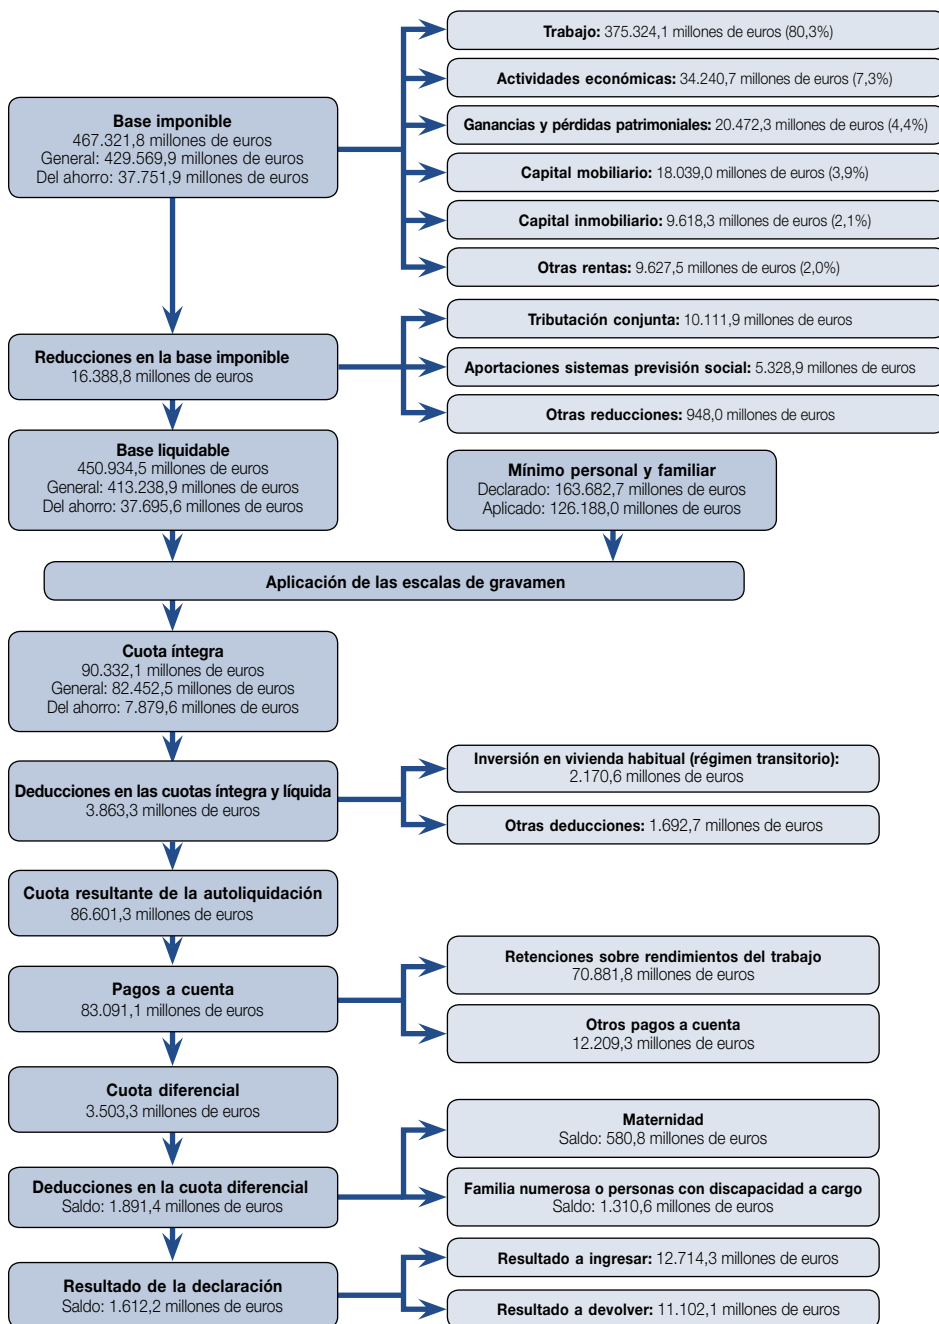 Trabajo: 375.324,1 millones de euros (80,3%)
Actividades económicas: 34.240,7 millones de euros (7,3%)
Base imponible
467.321,8 millones de euros
General: 429.569,9 millones de euros
Del ahorro: 37.751,9 millones de euros
Ganancias y pérdidas patrimoniales: 20.472,3 millones de euros (4,4%)
Capital mobiliario: 18.039,0 millones de euros (3,9%)
Capital inmobiliario: 9.618,3 millones de euros (2,1%)
Otras rentas: 9.627,5 millones de euros (2,0%)
Reducciones en la base imponible
16.388,8 millones de euros
Tributación conjunta: 10.111,9 millones de euros
Aportaciones sistemas previsión social: 5.328,9 millones de euros
Otras reducciones: 948,0 millones de euros
Base liquidable
450.934,5 millones de euros
General: 413.238,9 millones de euros
Del ahorro: 37.695,6 millones de euros
Mínimo personal y familiar
Declarado: 163.682,7 millones de euros
Aplicado: 126.188,0 millones de euros
Aplicación de las escalas de gravamen
Cuota íntegra
90.332,1 millones de euros
General: 82.452,5 millones de euros
Del ahorro: 7.879,6 millones de euros
Deducciones en las cuotas íntegra y líquida
3.863,3 millones de euros
Inversión en vivienda habitual (régimen transitorio):
2.170,6 millones de euros
Otras deducciones: 1.692,7 millones de euros
Cuota resultante de la autoliquidación
86.601,3 millones de euros
Pagos a cuenta
83.091,1 millones de euros
Retenciones sobre rendimientos del trabajo
70.881,8 millones de euros
Otros pagos a cuenta
12.209,3 millones de euros
Cuota diferencial
3.503,3 millones de euros
Deducciones en la cuota diferencial
Saldo: 1.891,4 millones de euros
Maternidad
Saldo: 580,8 millones de euros
Familia numerosa o personas con discapacidad a cargo
Saldo: 1.310,6 millones de euros
Resultado de la declaración
Saldo: 1.612,2 millones de euros
Resultado a ingresar: 12.714,3 millones de euros
Resultado a devolver: 11.102,1 millones de euros